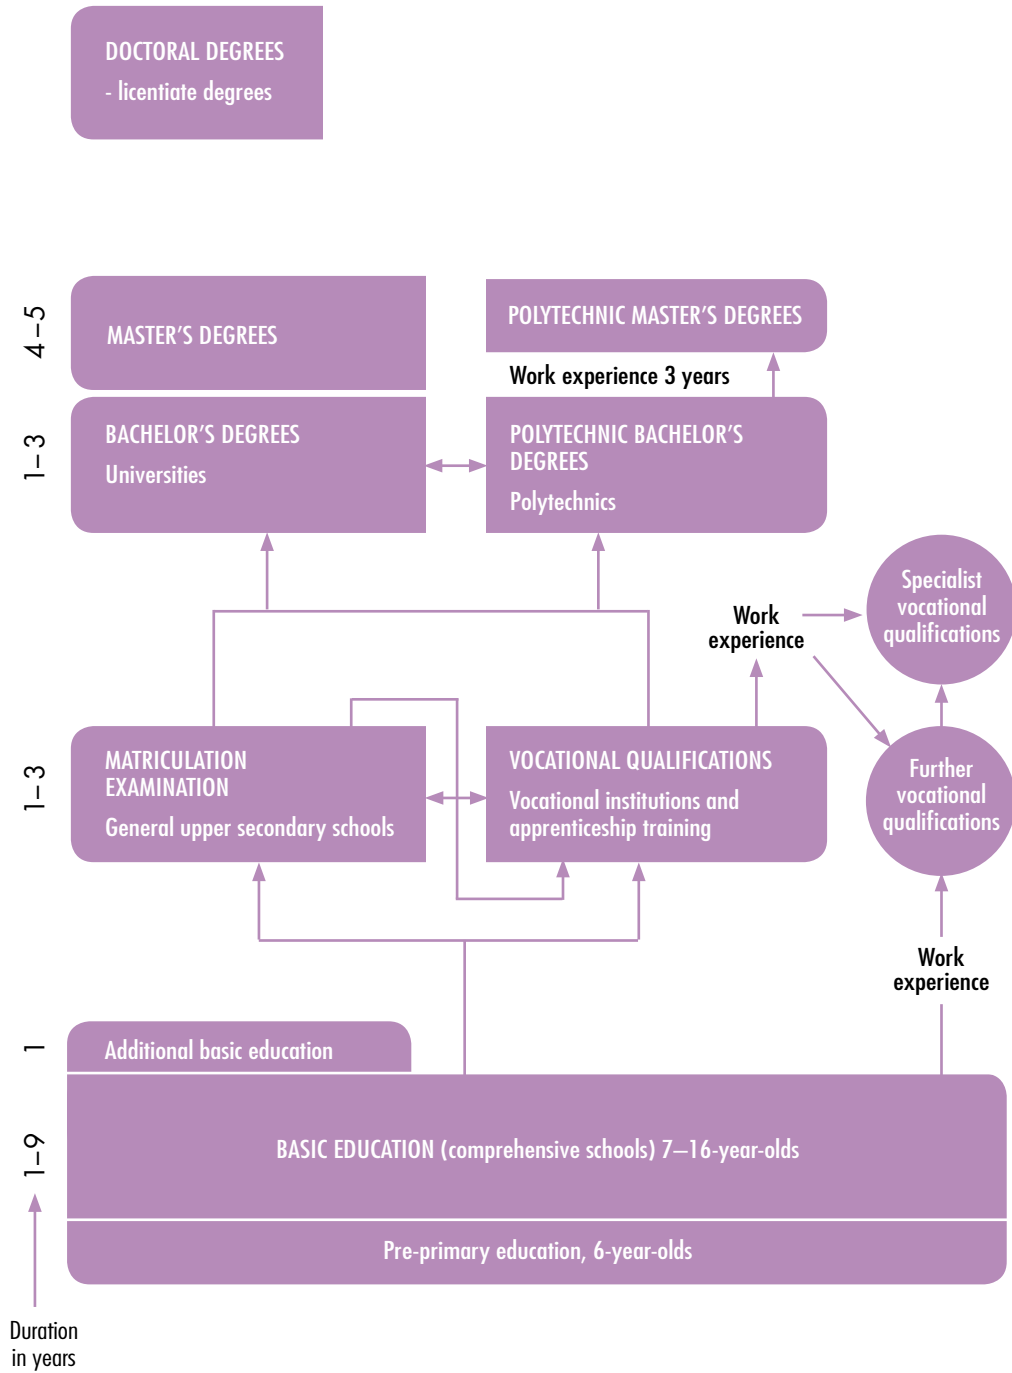 DOCTORAL DEGREES
- licentiate degrees
4–5
MASTER'S DEGREES
POLYTECHNIC MASTER'S DEGREES
Work experience 3 years
1–3
BACHELOR'S DEGREES
Universities
POLYTECHNIC BACHELOR'S
DEGREES
Polytechnics
Specialist
vocational
qualifications
Work
experience
1–3
MATRICULATION
EXAMINATION
General upper secondary schools
VOCATIONAL QUALIFICATIONS
Vocational institutions and
apprenticeship training
Further
vocational
qualifications
Work
experience
1
Additional basic education
1–9
BASIC EDUCATION (comprehensive schools) 7–16-year-olds
Pre-primary education, 6-year-olds
Duration
in years